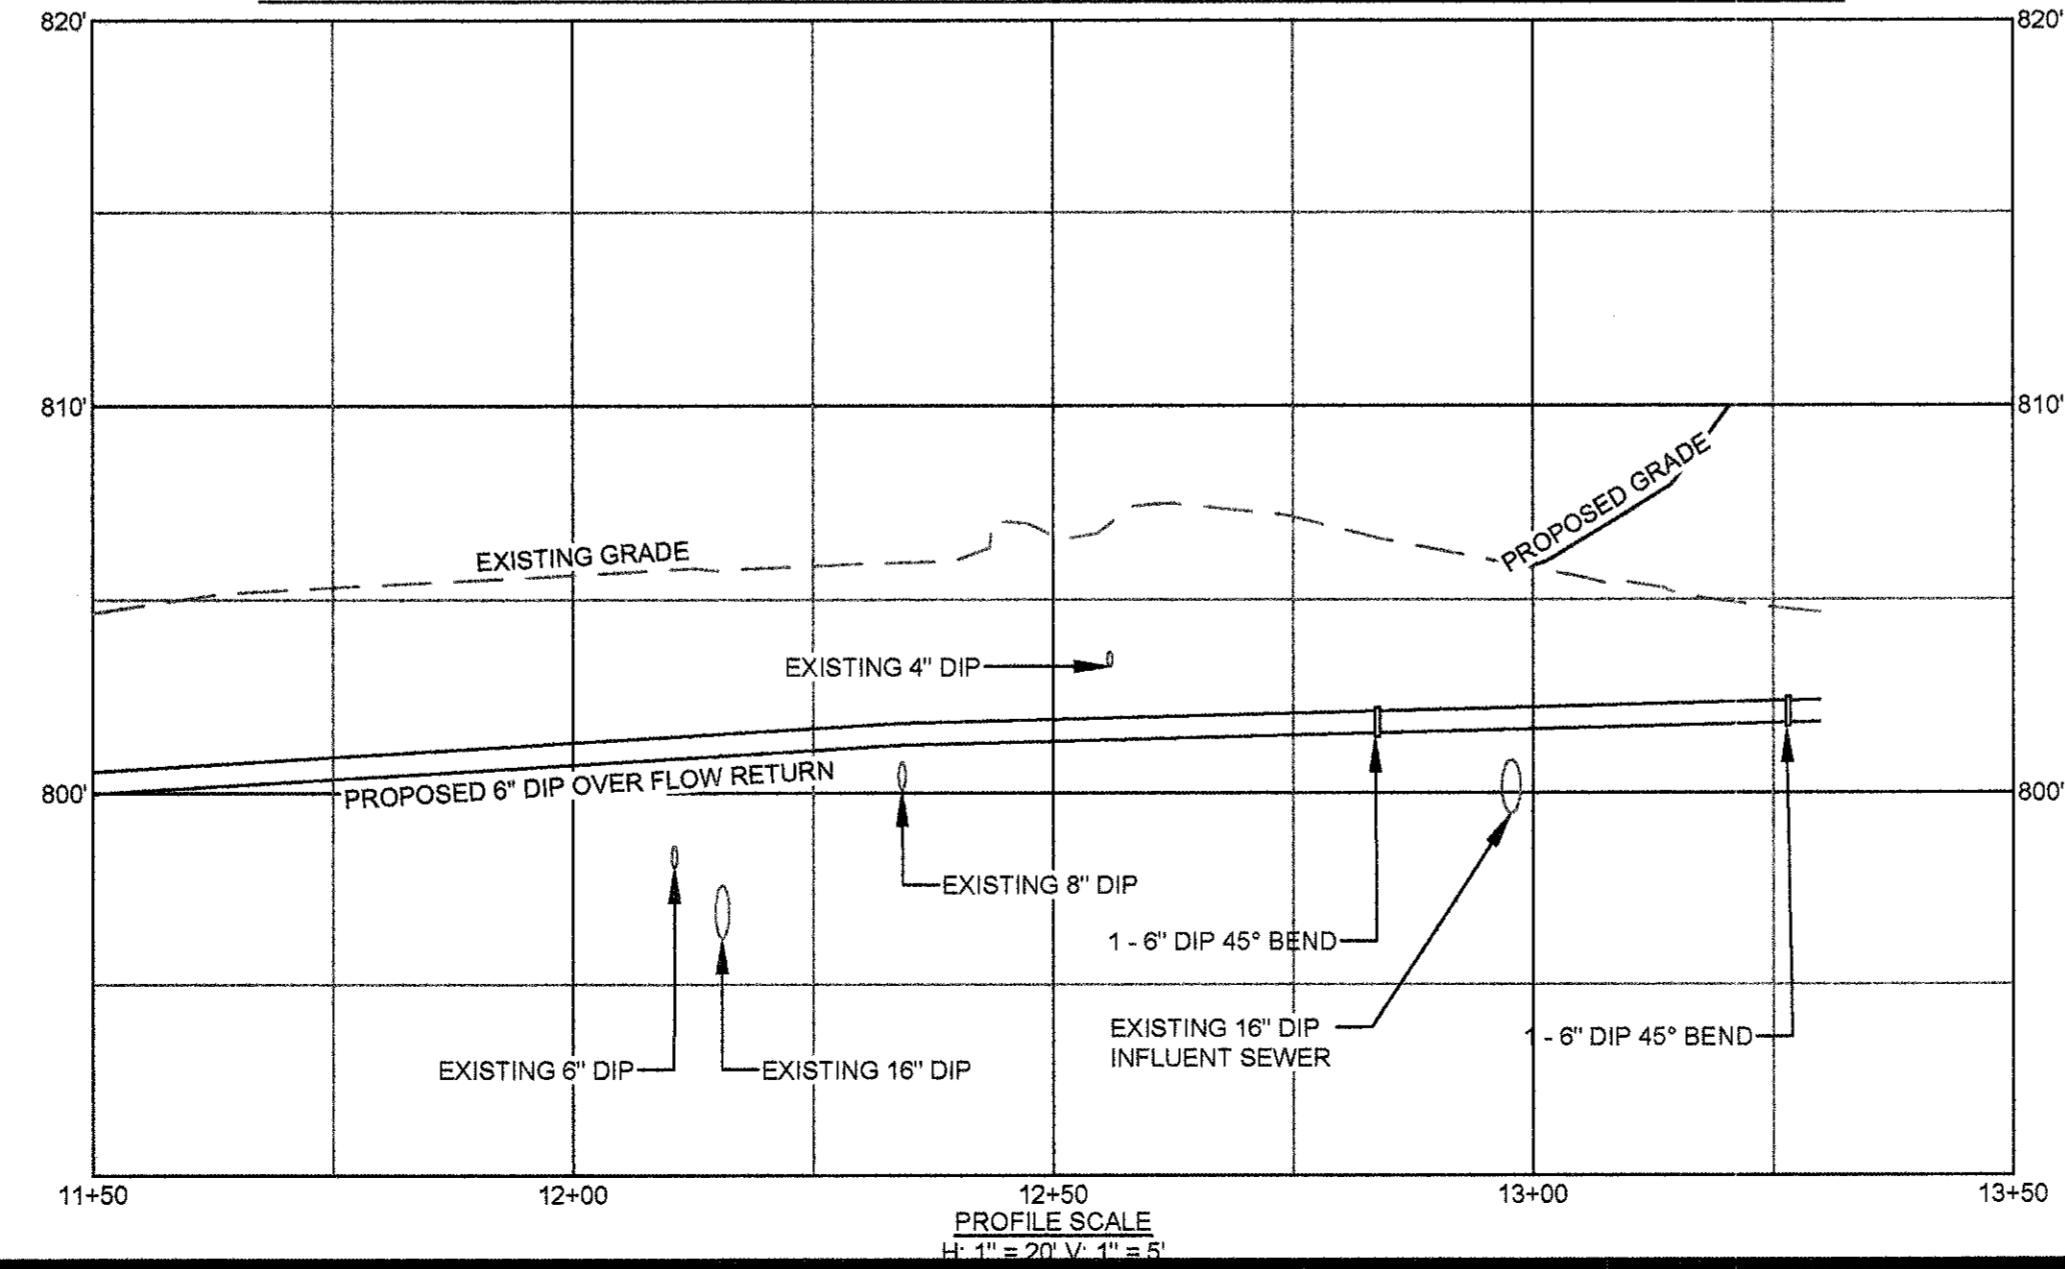 820'
820'
810'
810'
PROPOSED GRADE
EXISTING GRADE
EXISTING 4" DIP
PROPOSED 6" DIP OVER FLOW RETURN
800'
800'
EXISTING 8" DIP
1 - 6" DIP 45° BEND
EXISTING 16" DIP
INFLUENT SEWER
1 - 6" DIP 45° BEND
EXISTING 6" DIP
EXISTING 16" DIP
11+50
12+00
12+50
13+00
13+50
PROFILE SCALE
H: 1" = 20' V: 1" = 5'